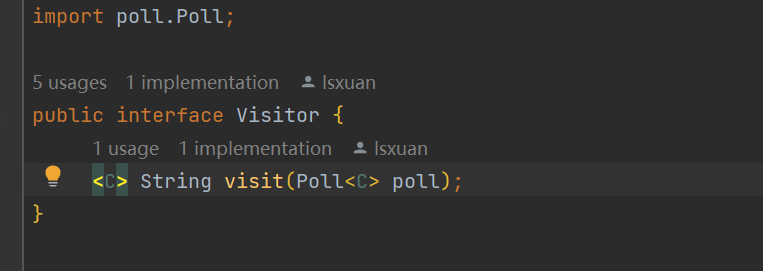 import poll.Poll;
5 usages 1 implementation lsxuan
public interface Visitor {
1 usage 1 implementation lsxuan
<C> String visit(Poll<C> poll);
}